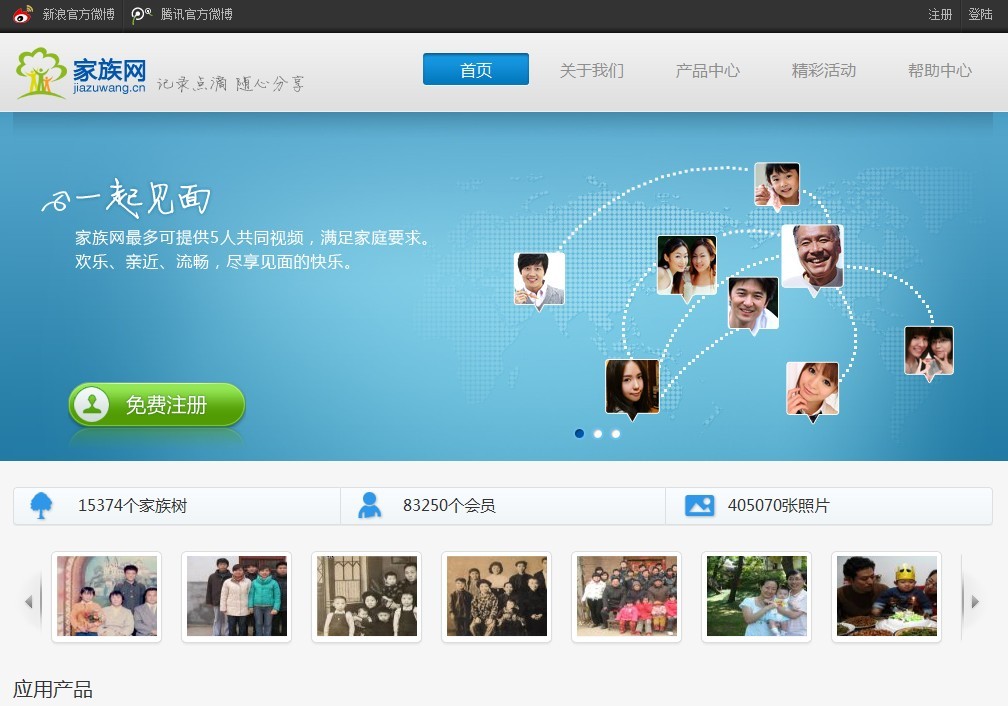 新浪官方微博 腾讯官方微博 注册 登陆
家族网
jiazuwang.cn
记录点滴 随心分享
首页 关于我们 产品中心 精彩活动 帮助中心
一起见面
家族网最多可提供5人共同视频，满足家庭要求。
欢乐、亲近、流畅，尽享见面的快乐。
免费注册
15374个家族树 83250个会员 405070张照片
应用产品